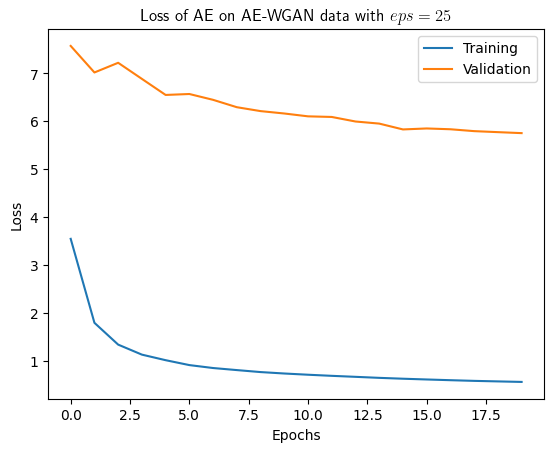 Loss of AE on AE-WGAN data with eps = 25
Training
Validation
7
6
5
4
3
2
1
Loss
0.0 2.5 5.0 7.5 10.0 12.5 15.0 17.5
Epochs